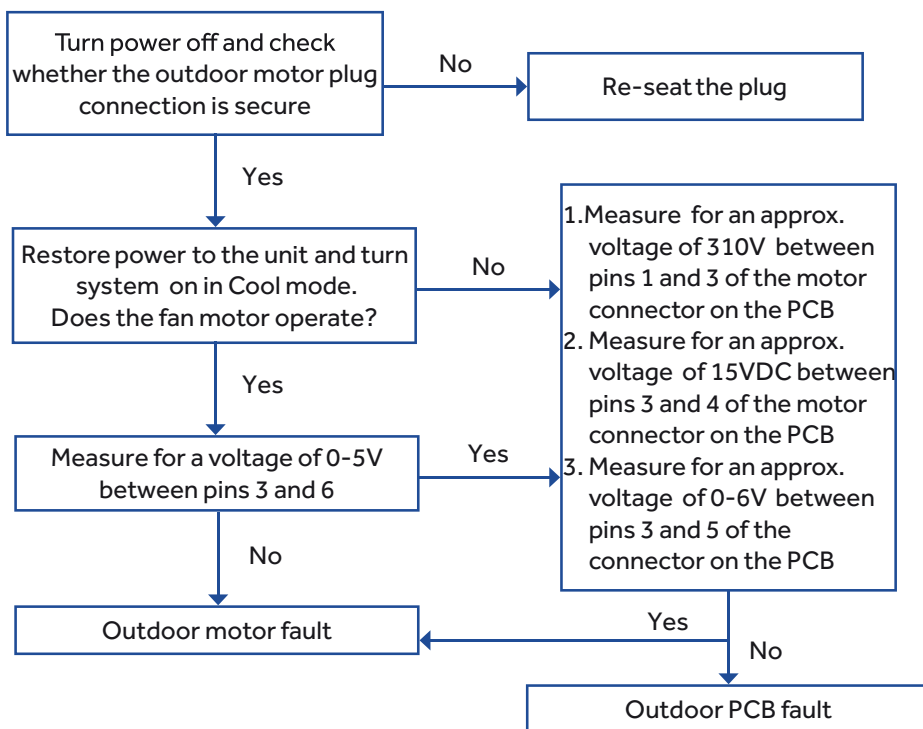 Turn power off and check
whether the outdoor motor plug
connection is secure
No
Re-seat the plug
Yes
Restore power to the unit and turn
system on in Cool mode.
Does the fan motor operate?
No
1.Measure for an approx.
voltage of 310V between
pins 1 and 3 of the motor
connector on the PCB
2. Measure for an approx.
voltage of 15VDC between
pins 3 and 4 of the motor
connector on the PCB
3. Measure for an approx.
voltage of 0-6V between
pins 3 and 5 of the
connector on the PCB
Yes
Measure for a voltage of 0-5V
between pins 3 and 6
Yes
No
Outdoor motor fault
Yes
No
Outdoor PCB fault